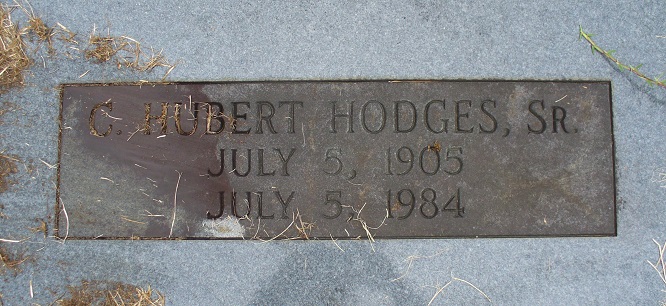 C. HUBERT HODGES, SR.
JULY 5, 1905
JULY 5, 1984